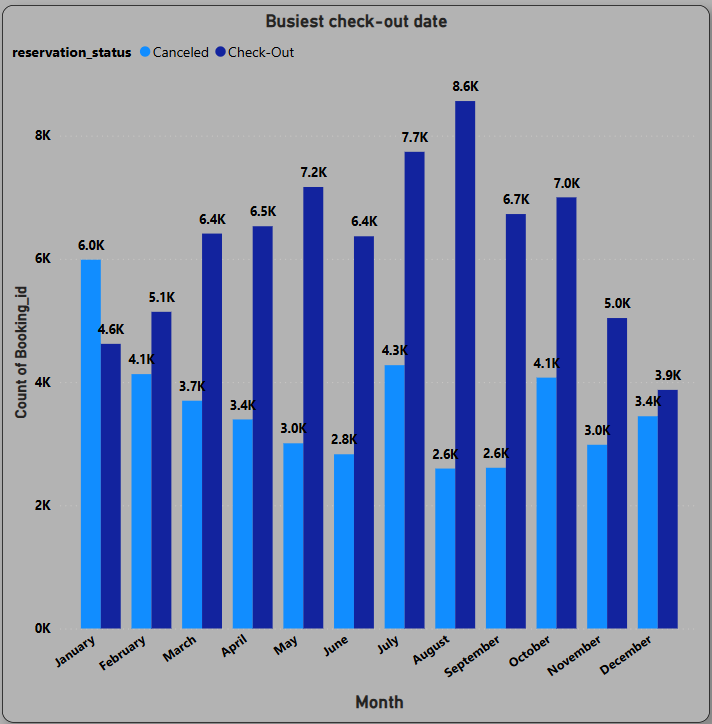 Busiest check-out date
reservation_status Canceled Check-Out
8.6K
8K
7.7K
7.2K
7.0K
6.7K
6.5K
6.4K
6.4K
6.0K
6K
5.1K
5.0K
4.6K
4.3K
4.1K
4.1K
4K
3.9K
3.7K
3.4K
3.4K
3.0K
3.0K
2.8K
2.6K
2.6K
2K
0K
Count of Booking_id
January February March April May June July August September October November December
Month